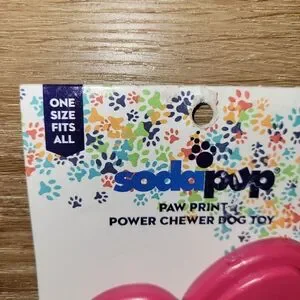 ONE
SIZE
FITS
ALL
sodapup
PAW PRINT
POWER CHEWER DOG TOY